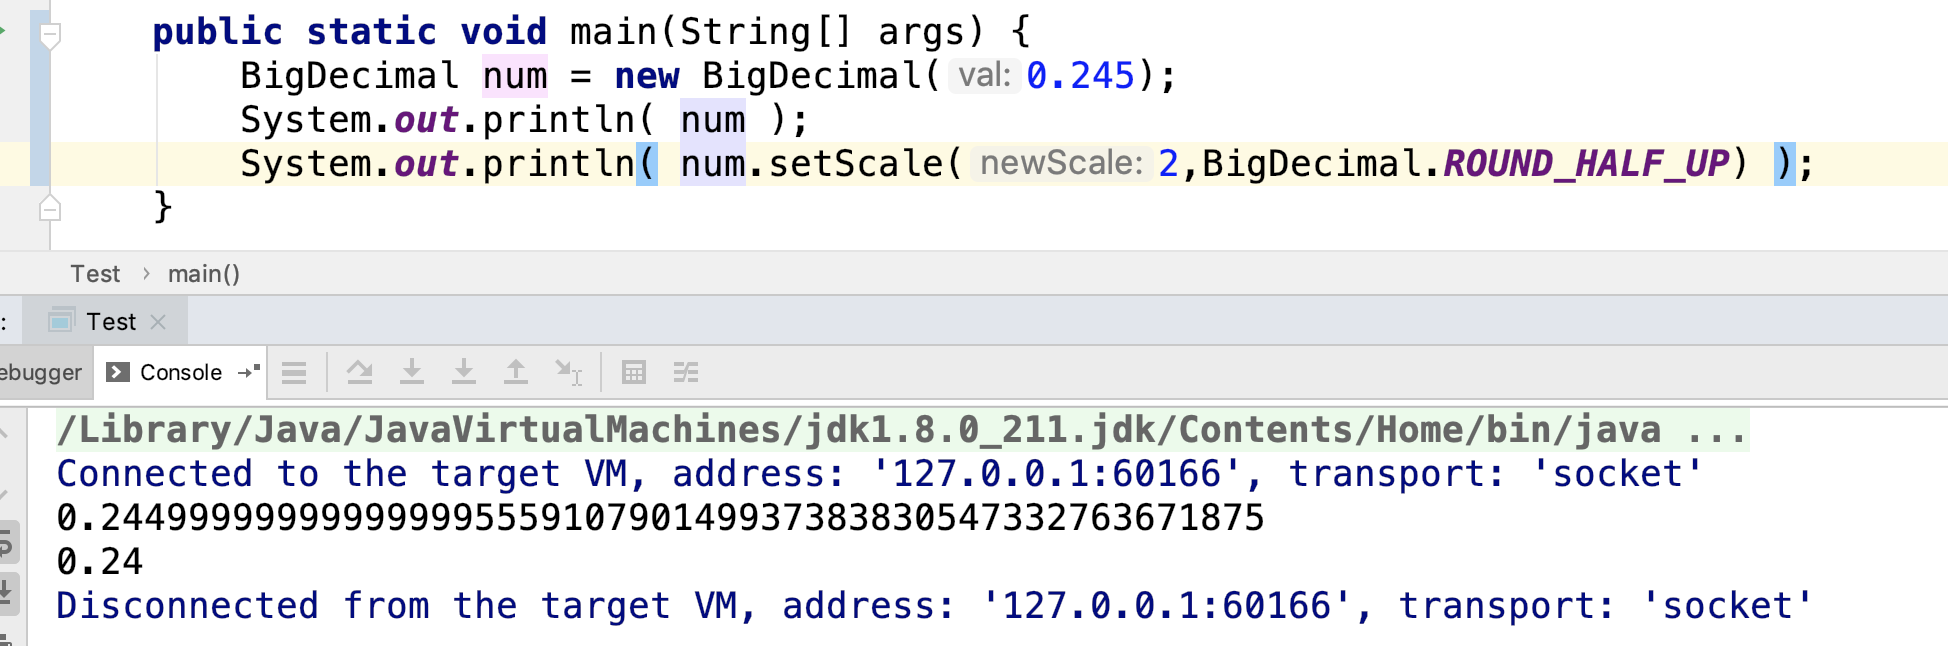 public static void main(String[] args) {
BigDecimal num = new BigDecimal( val: 0.245);
System.out.println( num );
System.out.println( num.setScale( newScale: 2,BigDecimal.ROUND_HALF_UP) );
}
Test › main()
: Test
ebugger Console
/Library/Java/JavaVirtualMachines/jdk1.8.0_211.jdk/Contents/Home/bin/java ...
Connected to the target VM, address: '127.0.0.1:60166', transport: 'socket'
0.2449999999999999955591079014993738383054733276367​1875
0.24
Disconnected from the target VM, address: '127.0.0.1:60166', transport: 'socket'